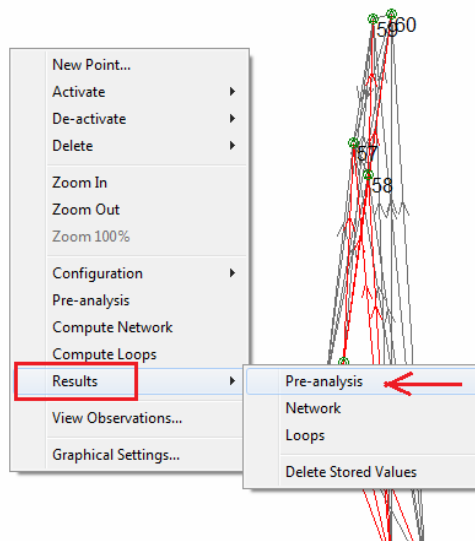 59
60
New Point...
Activate
De-activate
Delete
57
58
Zoom In
Zoom Out
Zoom 100%
Configuration
Pre-analysis
Compute Network
Compute Loops
Results
View Observations...
Graphical Settings...
Pre-analysis
Network
Loops
Delete Stored Values